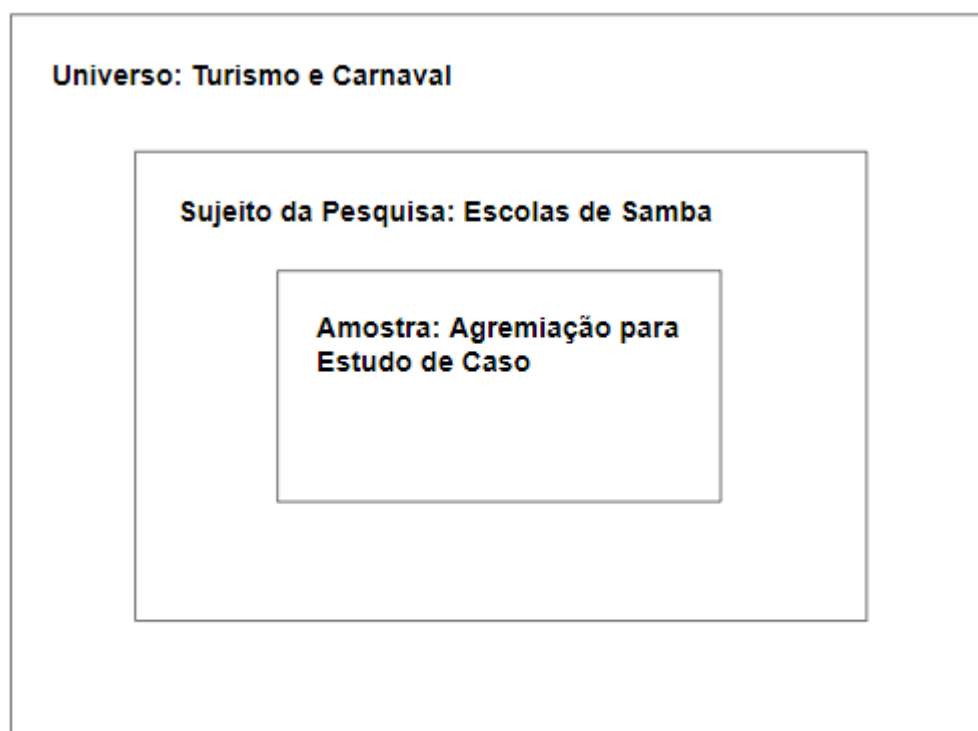 Universo: Turismo e Carnaval
Sujeito da Pesquisa: Escolas de Samba
Amostra: Agremiação para
Estudo de Caso